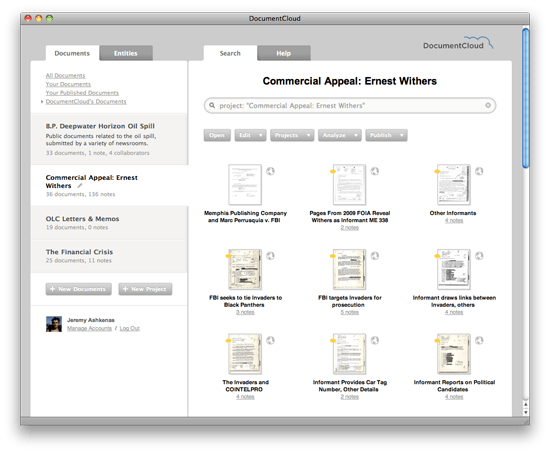 DocumentCloud
Documents
Entities
Search
Help
DocumentCloud
All Documents
Your Documents
Your Published Documents
DocumentCloud's Documents
B.P. Deepwater Horizon Oil Spill
Public documents related to the oil spill,
submitted by a variety of newsrooms.
33 documents, 1 note, 4 collaborators
Commercial Appeal: Ernest
Withers
36 documents, 136 notes
OLC Letters & Memos
19 documents, 0 notes
The Financial Crisis
25 documents, 11 notes
New Documents
New Project
Jeremy Ashkenas
Manage Accounts / Log Out
Commercial Appeal: Ernest Withers
project: "Commercial Appeal: Ernest Withers"
Open
Edit
Projects
Analyze
Publish
Memphis Publishing Company
and Marc Perrusquia v. FBI
Pages From 2009 FOIA Reveal
Withers as Informant ME 338
2 notes
Other Informants
4 notes
FBI seeks to tie Invaders to
Black Panthers
3 notes
FBI targets Invaders for
prosecution
5 notes
Informant draws links between
Invaders, others
4 notes
The Invaders and
COINTELPRO
4 notes
Informant Provides Car Tag
Number, Other Details
2 notes
Informant Reports on Political
Candidates
4 notes